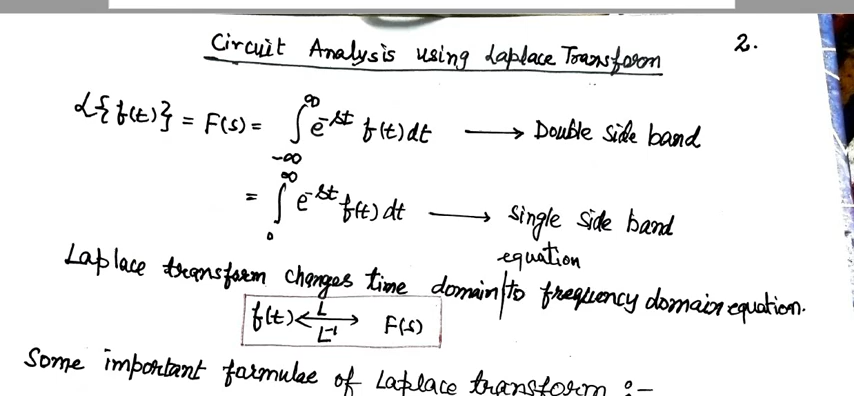 Circuit Analysis using Laplace Transform 2.
L{f(t)} = F(s) = ∫_{-∞}^{∞} e^{-st} f(t) dt ⟶ Double side band
= ∫_{0}^{∞} e^{-st} f(t) dt ⟶ single side band
equation
Laplace transform changes time domain/to frequency domain equation.
f(t) ⟷ F(s) L L⁻¹
Some important formulae of Laplace transform :-